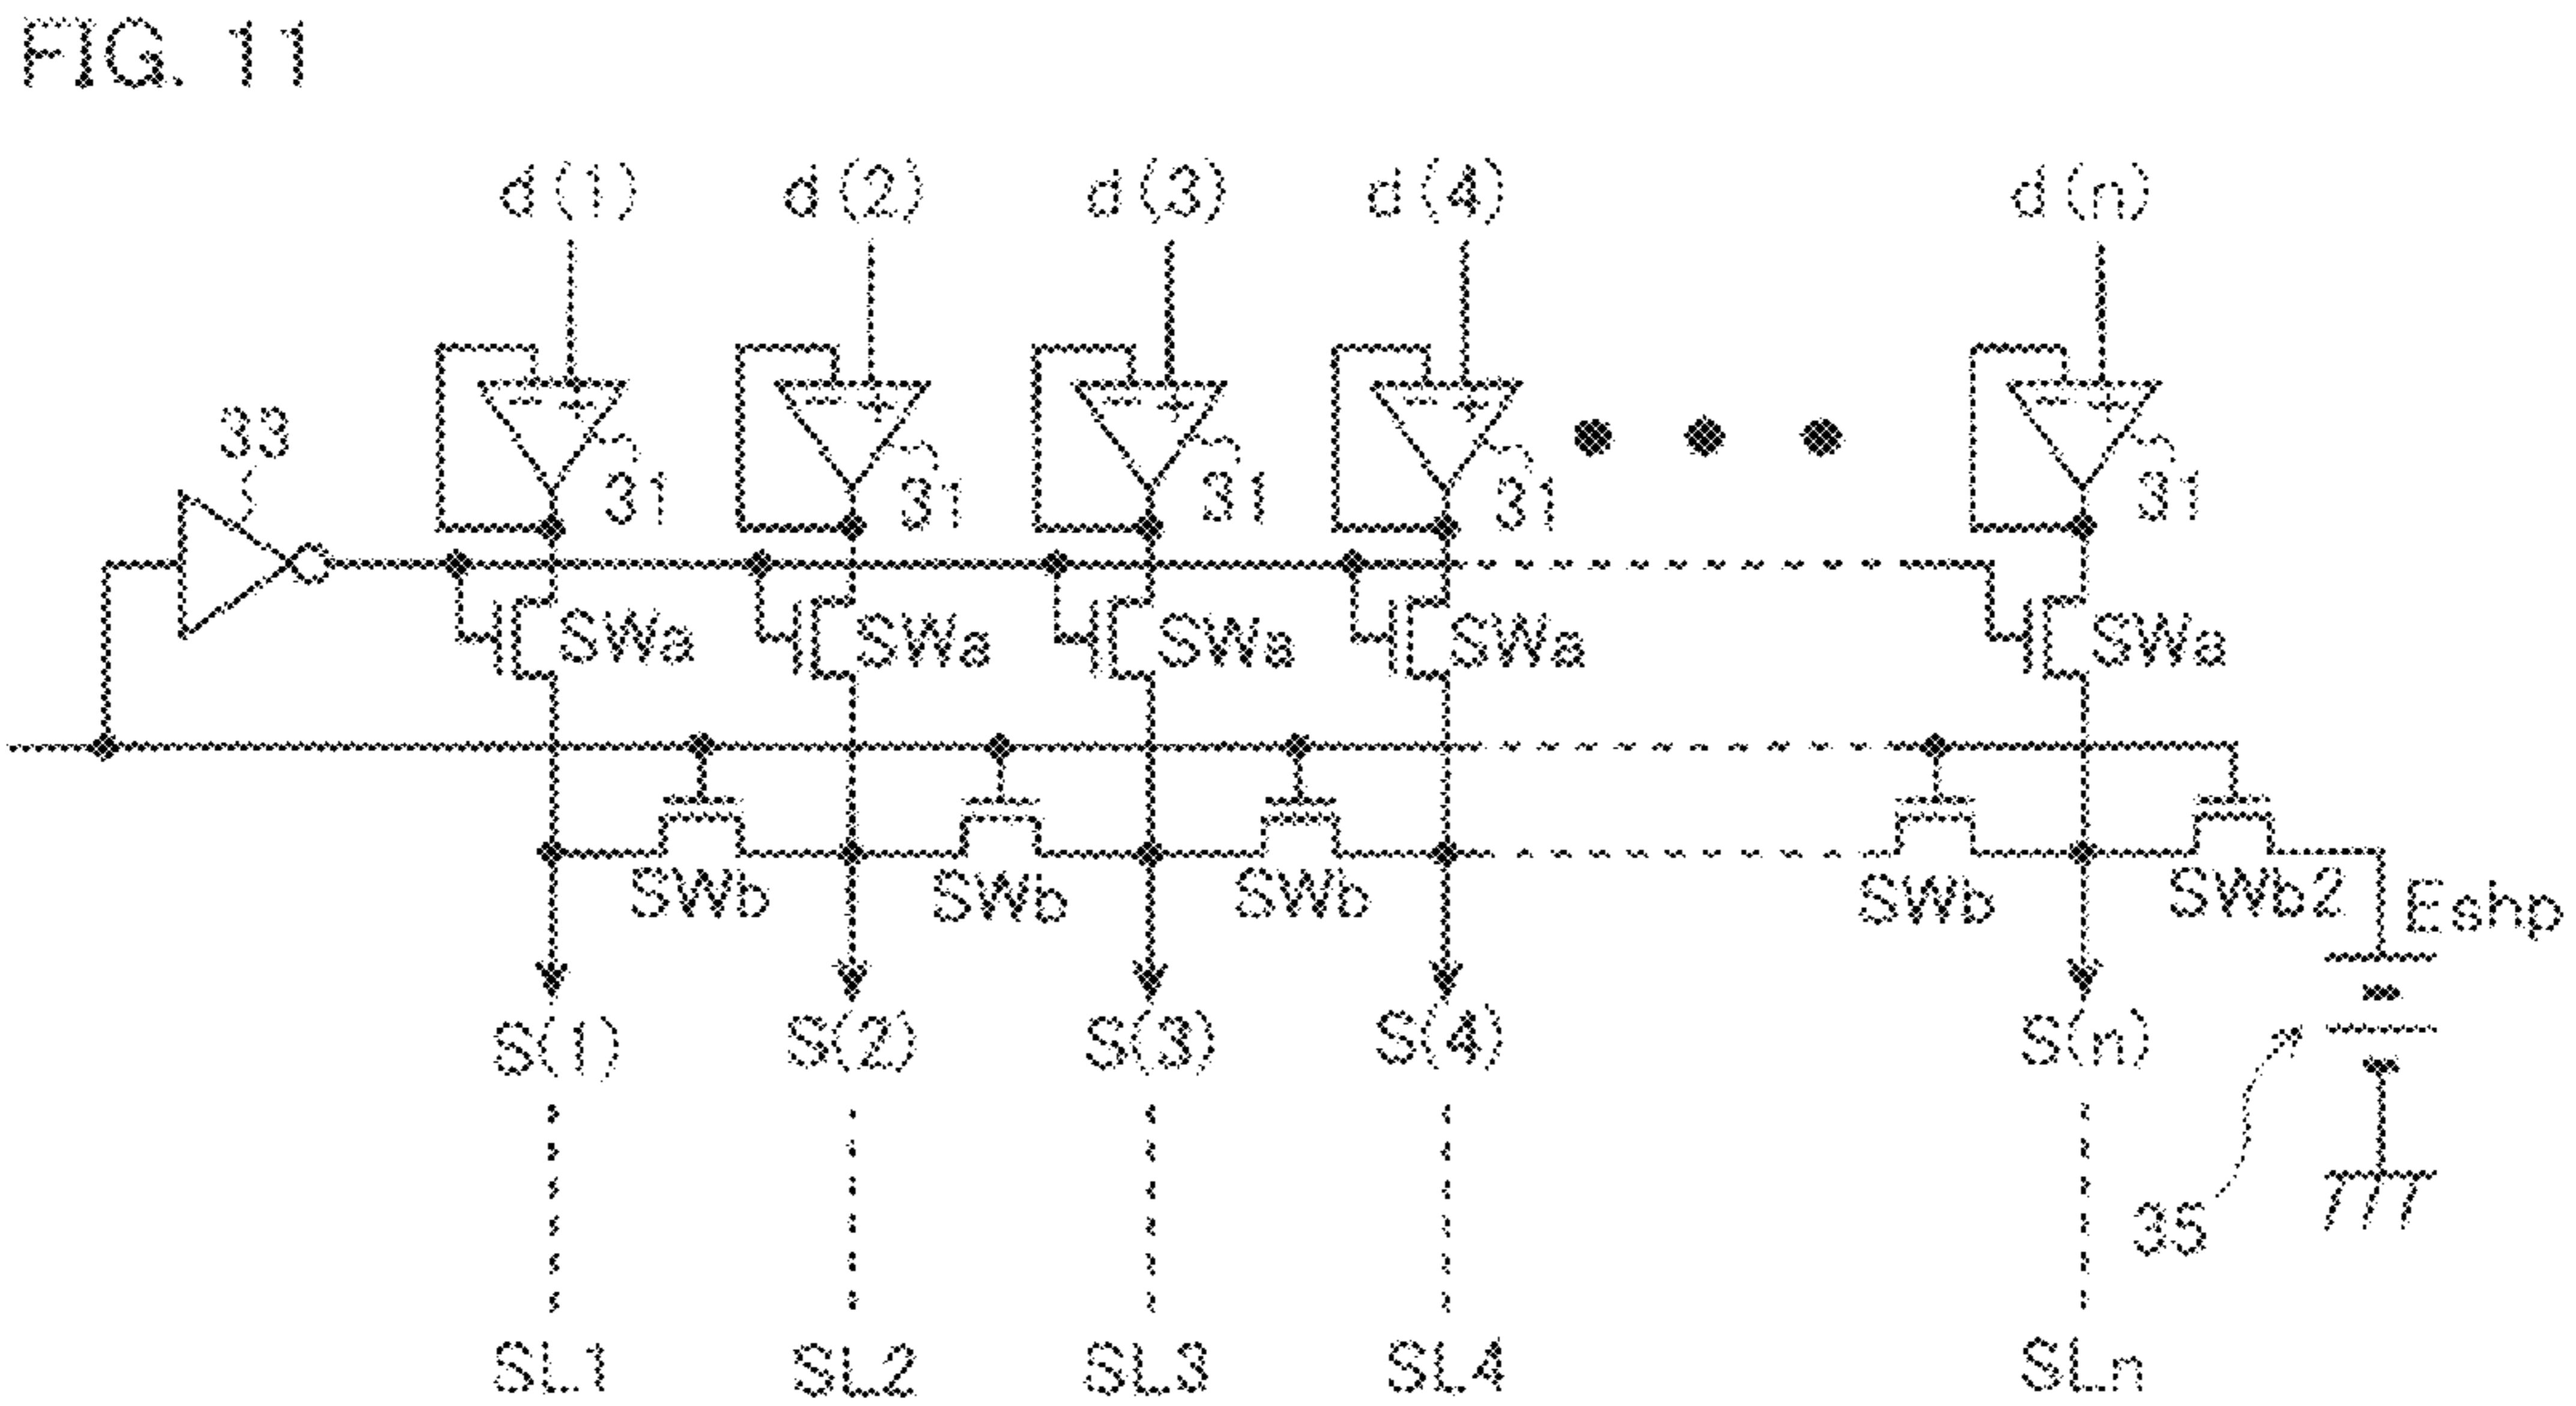 FIG. 11
d(1) d(2) d(3) d(4) d(n)
33
31 31 31 31 31
SWa SWa SWa SWa SWa
SWb SWb SWb SWb SWb2 Eshp
S(1) S(2) S(3) S(4) S(n)
35
SL1 SL2 SL3 SL4 SLn